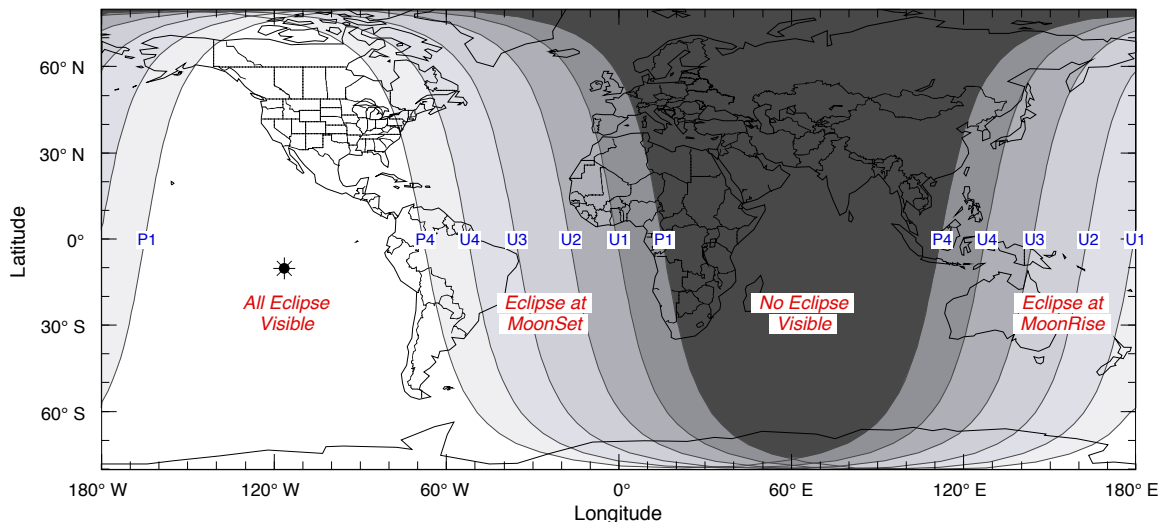 60° N
30° N
0°
30° S
60° S
Latitude
P1
P4
U4
U3
U2
U1
P1
P4
U4
U3
U2
U1
All Eclipse
Visible
Eclipse at
MoonSet
No Eclipse
Visible
Eclipse at
MoonRise
180° W
120° W
60° W
0°
60° E
120° E
180° E
Longitude